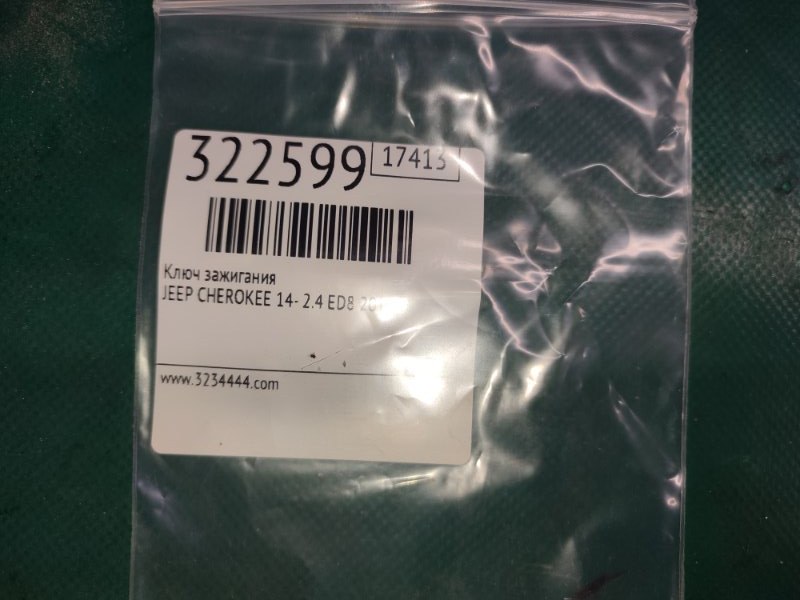 322599
17413
Ключ зажигания
JEEP CHEROKEE 14- 2.4 ED8
www.3234444.com